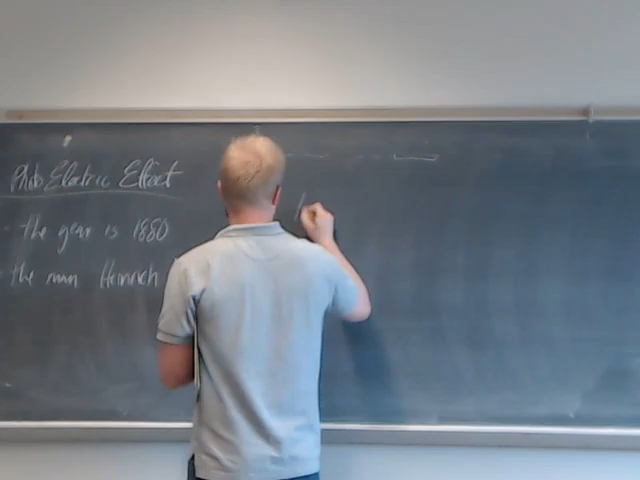 Photo Electric Effect
- the year is 1880
- the man Heinrich